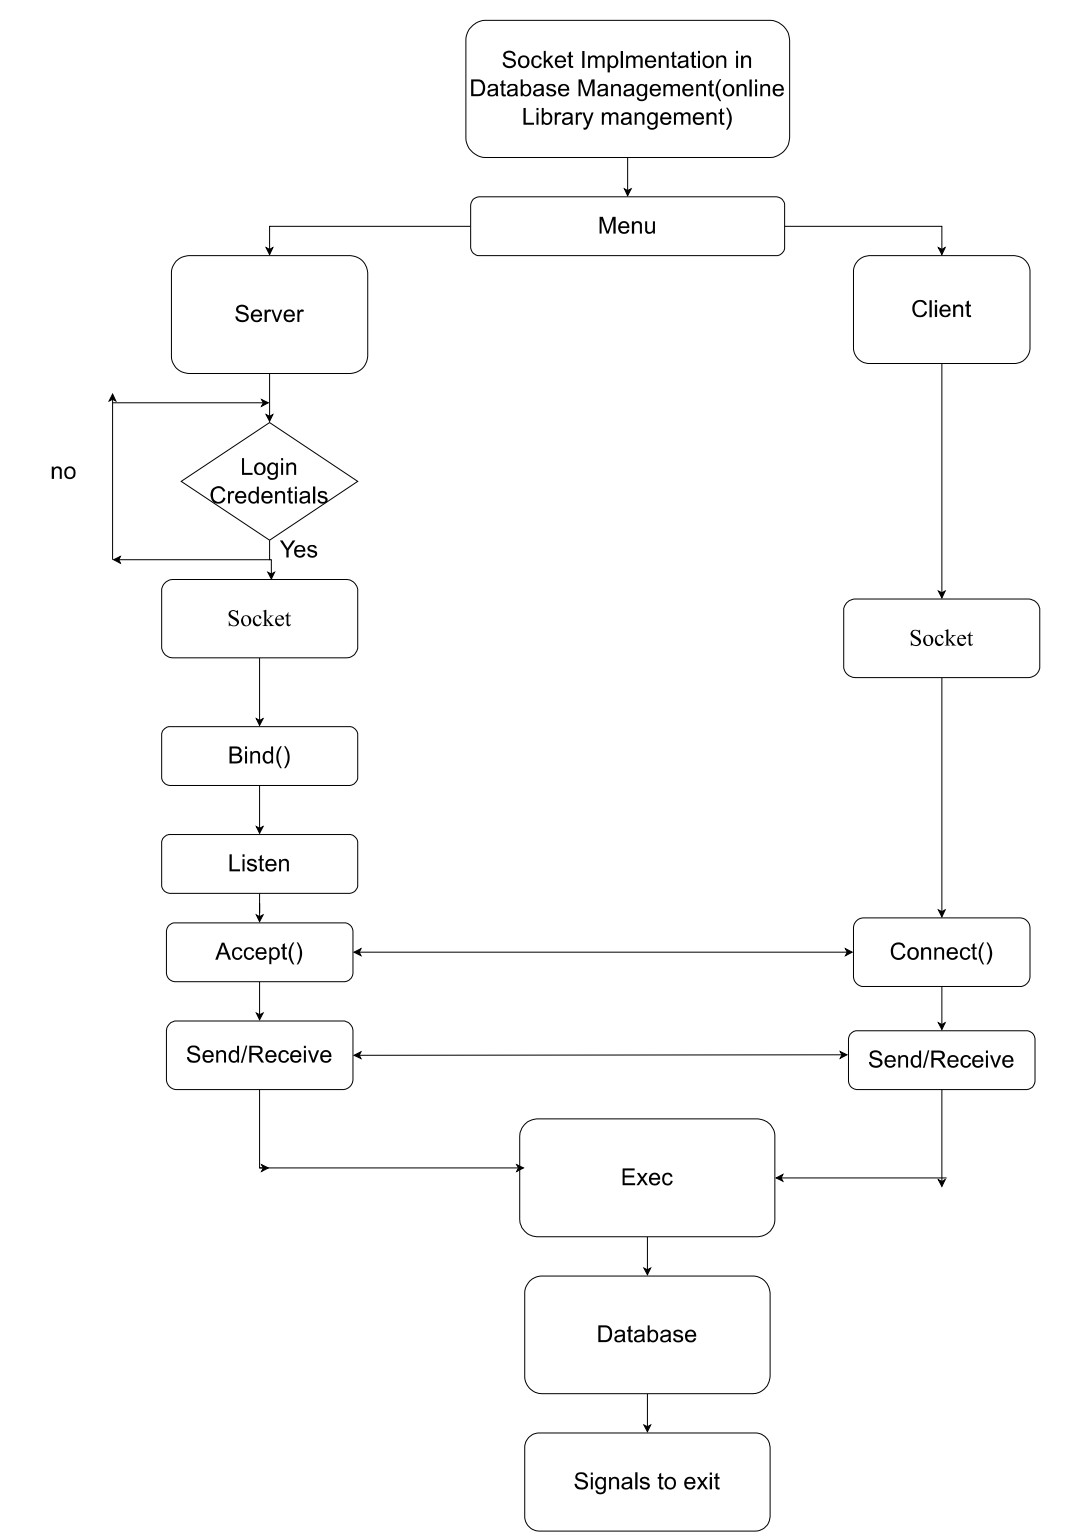 Socket Implmentation in
Database Management(online
Library mangement)
Menu
Server
Client
no
Login
Credentials
Yes
Socket
Socket
Bind()
Listen
Accept()
Connect()
Send/Receive
Send/Receive
Exec
Database
Signals to exit